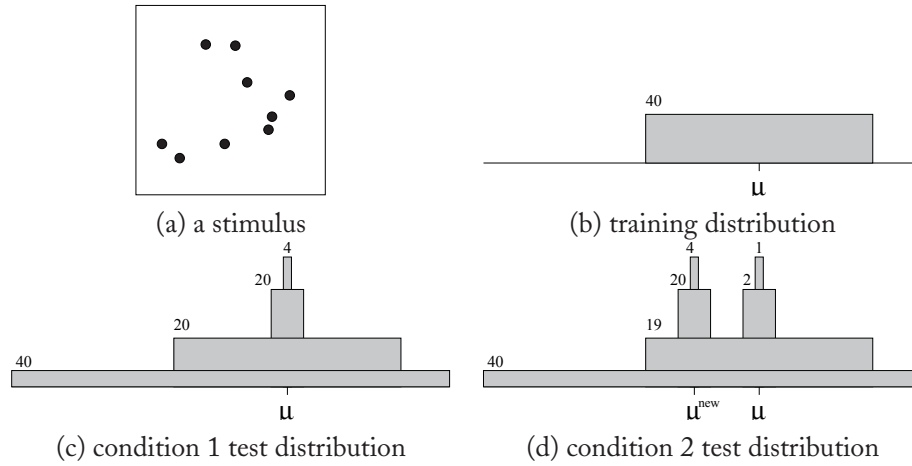 40
μ
(a) a stimulus
(b) training distribution
4
20
20
40
μ
4
1
20
2
19
40
μnew
μ
(c) condition 1 test distribution
(d) condition 2 test distribution